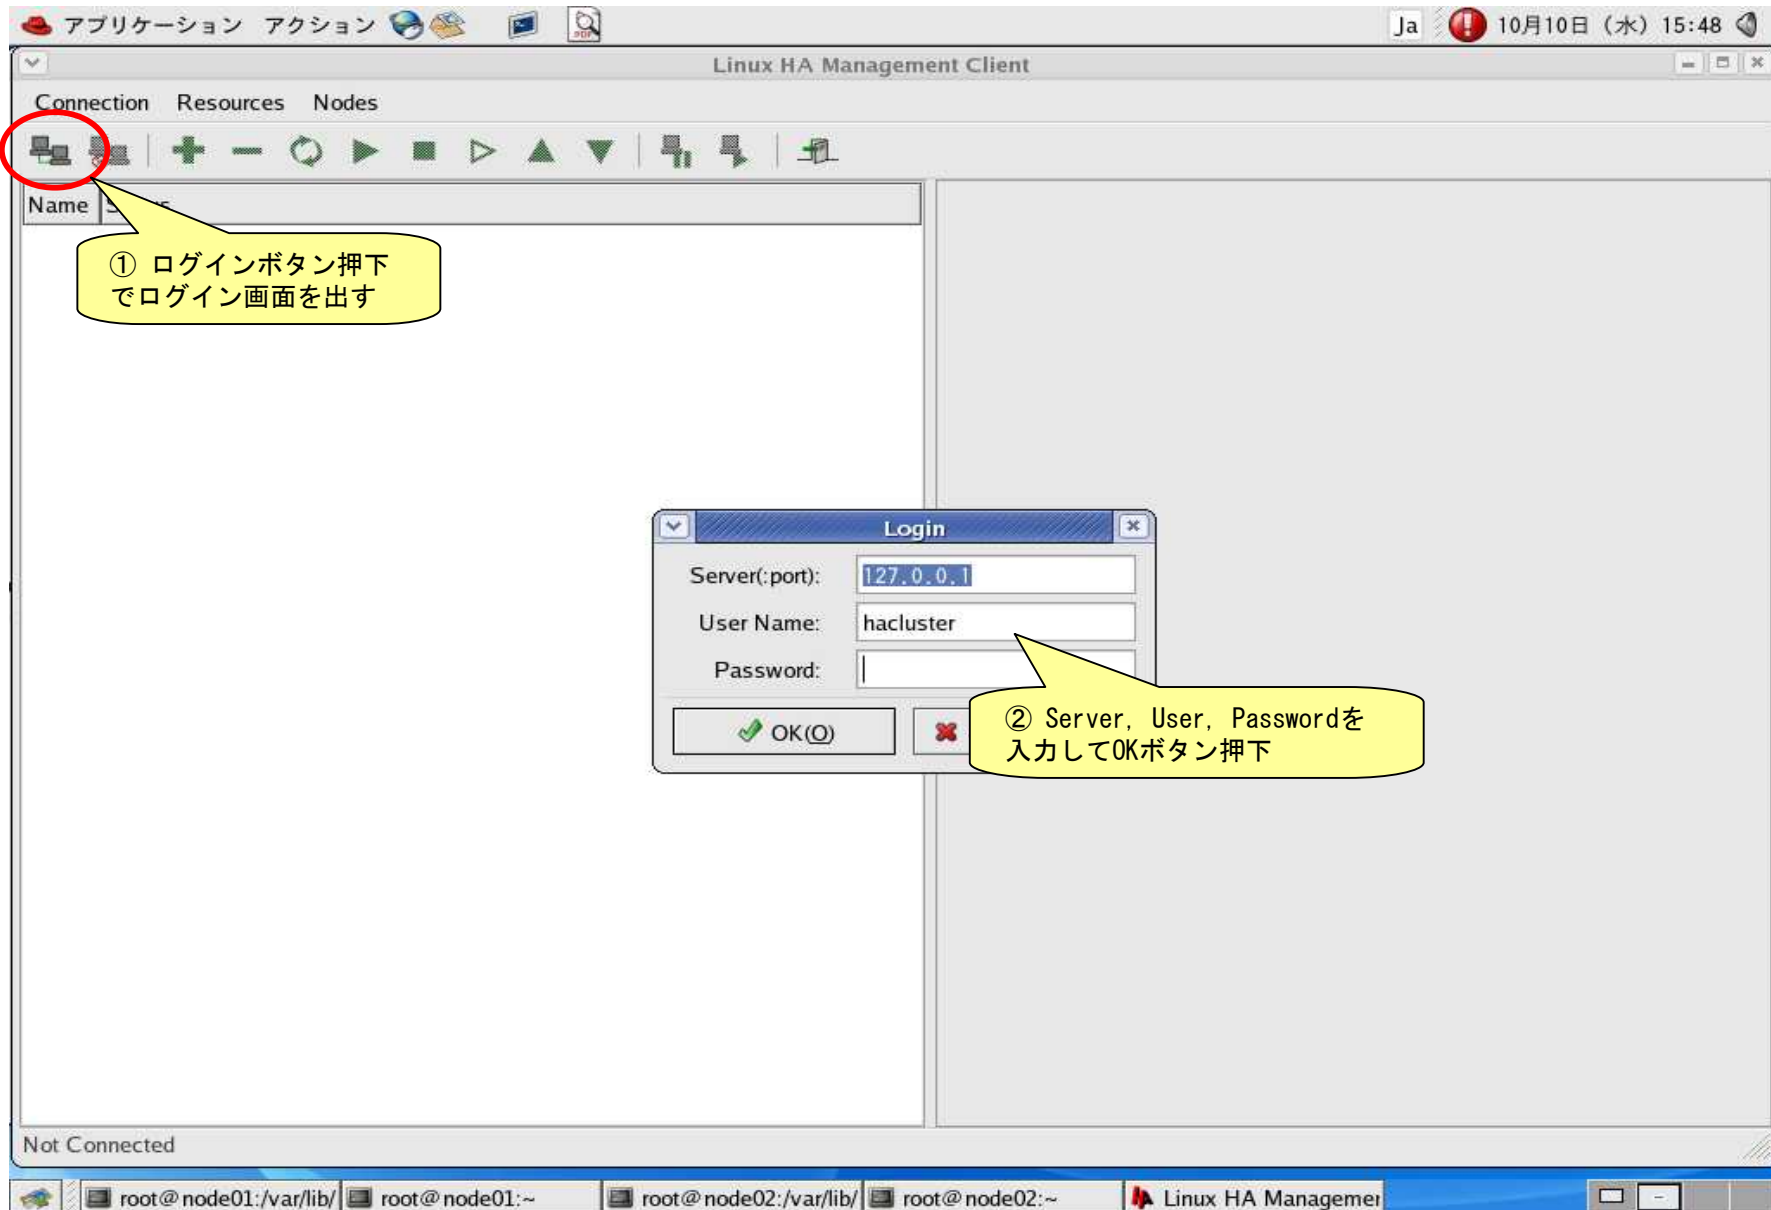 アプリケーション アクション
Ja 10月10日 (水) 15:48
Linux HA Management Client
Connection Resources Nodes
Name
① ログインボタン押下
でログイン画面を出す
Login
Server(:port): 127.0.0.1
User Name: hacluster
Password:
OK(O)
② Server, User, Passwordを
入力してOKボタン押下
Not Connected
root@node01:/var/lib/ root@node01:~ root@node02:/var/lib/ root@node02:~ Linux HA Managemer